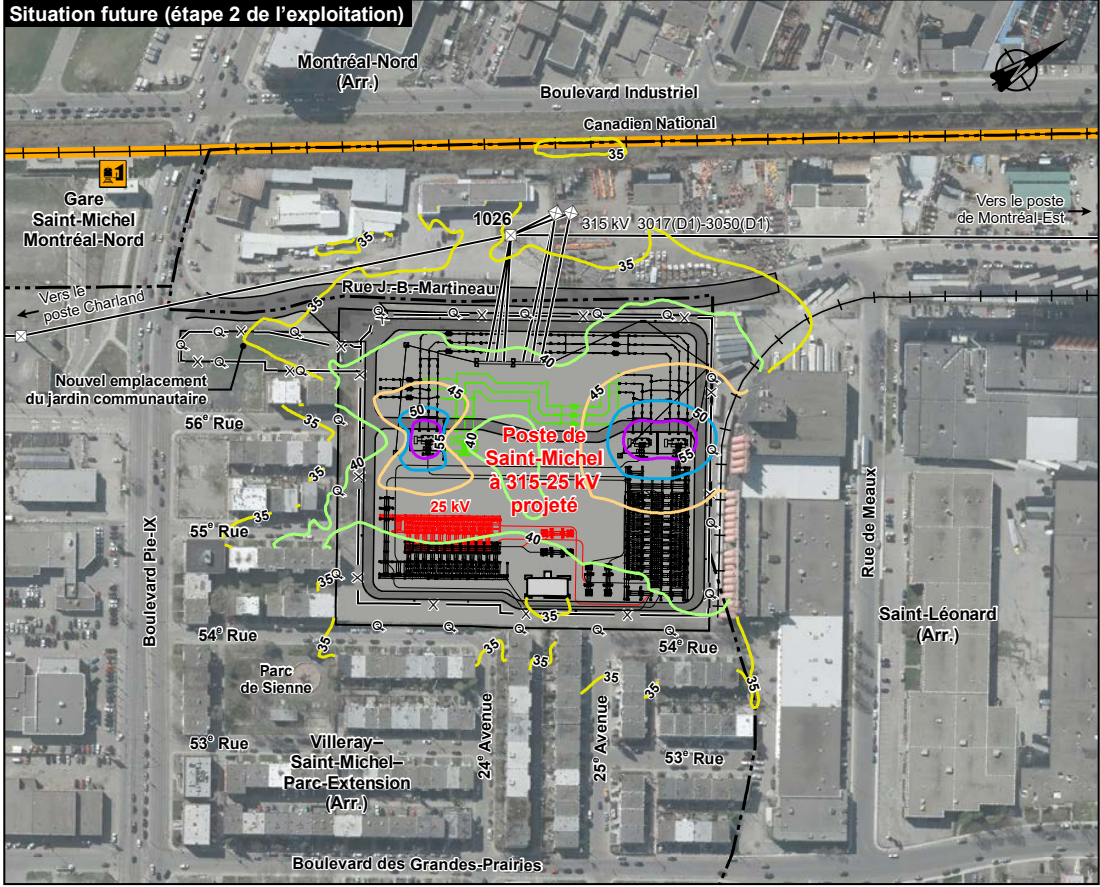 Situation future (étape 2 de l'exploitation)
Montréal-Nord
(Arr.)
Boulevard Industriel
Canadien National
35
Gare
Saint-Michel
Montréal-Nord
1026
315 kV 3017(D1)-3050(D1)
Vers le poste
de Montréal-Est
35
35
35
Vers le
poste Charland
Rue J.-B.-Martineau
Q
Q
Q
Q
Q
Q
Q
Q
40
Nouvel emplacement
du jardin communautaire
45
45
Q
56e Rue
35
Q
50
50
55
40
55
Q
Poste de
Saint-Michel
à 315-25 kV
projeté
40
35
Q
25 kV
55e Rue
35
40
Q
Boulevard Pie-IX
Rue de Meaux
35
Q
Q
35
Saint-Léonard
(Arr.)
54e Rue
Q
Q
Q
Q
Q
54e Rue
35
35
35
35
35
35
Parc
de Sienne
24e Avenue
25e Avenue
53e Rue
53e Rue
Villeray–
Saint-Michel–
Parc-Extension
(Arr.)
Boulevard des Grandes-Prairies